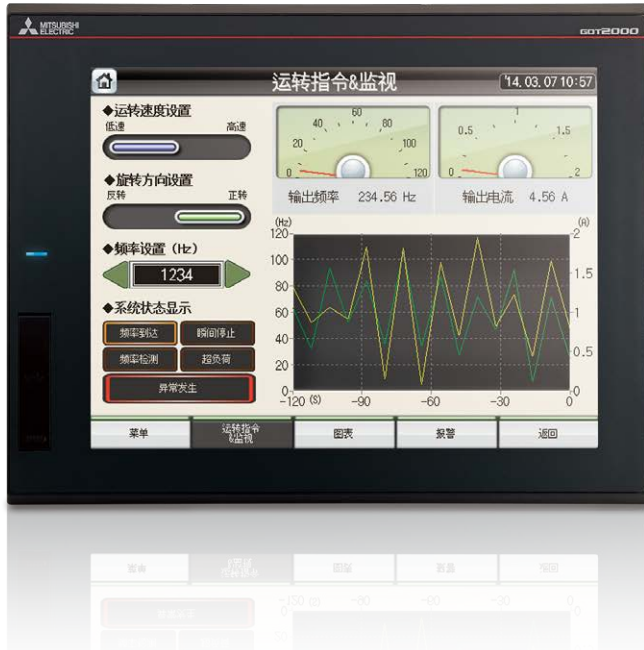 MITSUBISHI
ELECTRIC
GOT2000
运转指令&监视
'14. 03. 07 10:57
◆运转速度设置
低速 高速
◆旋转方向设置
反转 正转
◆频率设置(Hz)
1234
◆系统状态显示
频率到达 瞬间停止
频率检测 超负荷
异常发生
0 20 40 60 80 100 120
输出频率 234.56 Hz
0 0.5 1 1.5 2
输出电流 4.56 A
(Hz) (A)
120 2
100
80 1.5
60 1
40
20 0.5
0 0
-120 (S) -90 -60 -30 0
菜单 运转指令 图表 报警 返回
&监视